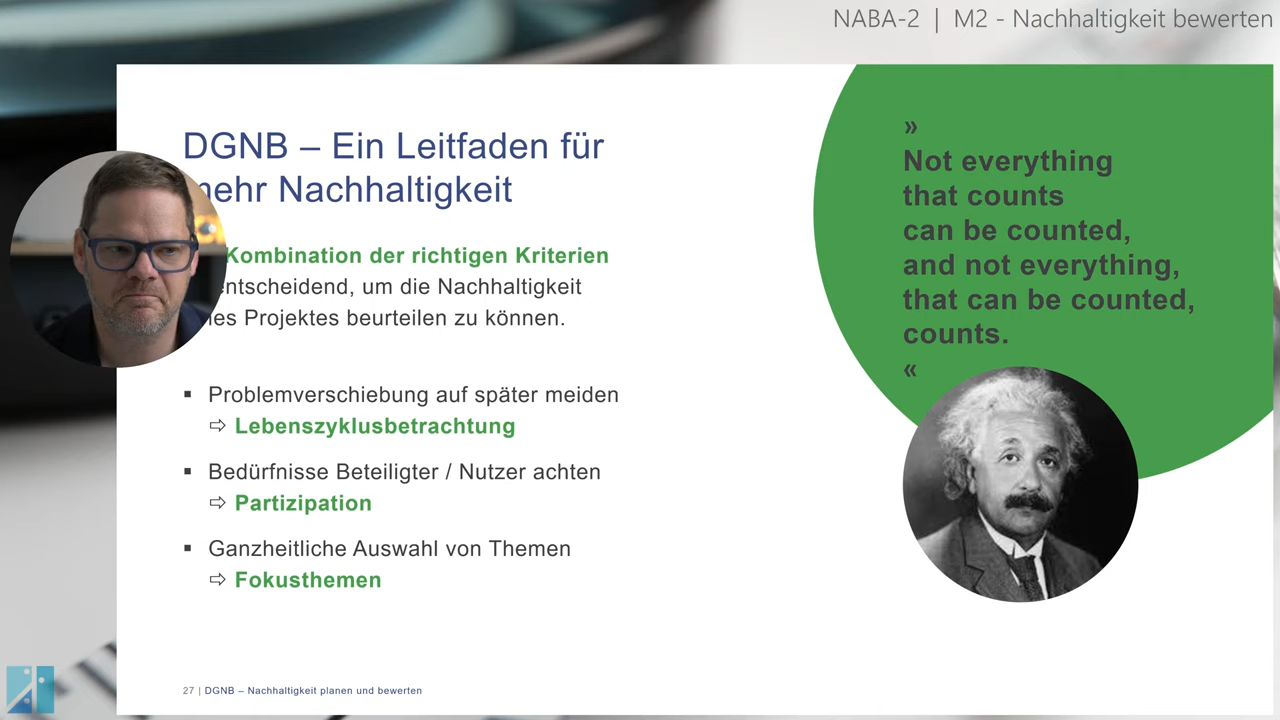 NABA-2 | M2 - Nachhaltigkeit bewerten
DGNB – Ein Leitfaden für
mehr Nachhaltigkeit
Kombination der richtigen Kriterien
entscheidend, um die Nachhaltigkeit
Projektes beurteilen zu können.
▪ Problemverschiebung auf später meiden
⇨ Lebenszyklusbetrachtung
▪ Bedürfnisse Beteiligter / Nutzer achten
⇨ Partizipation
▪ Ganzheitliche Auswahl von Themen
⇨ Fokusthemen
»
Not everything
that counts
can be counted,
and not everything,
that can be counted,
counts.
«
27 | DGNB – Nachhaltigkeit planen und bewerten